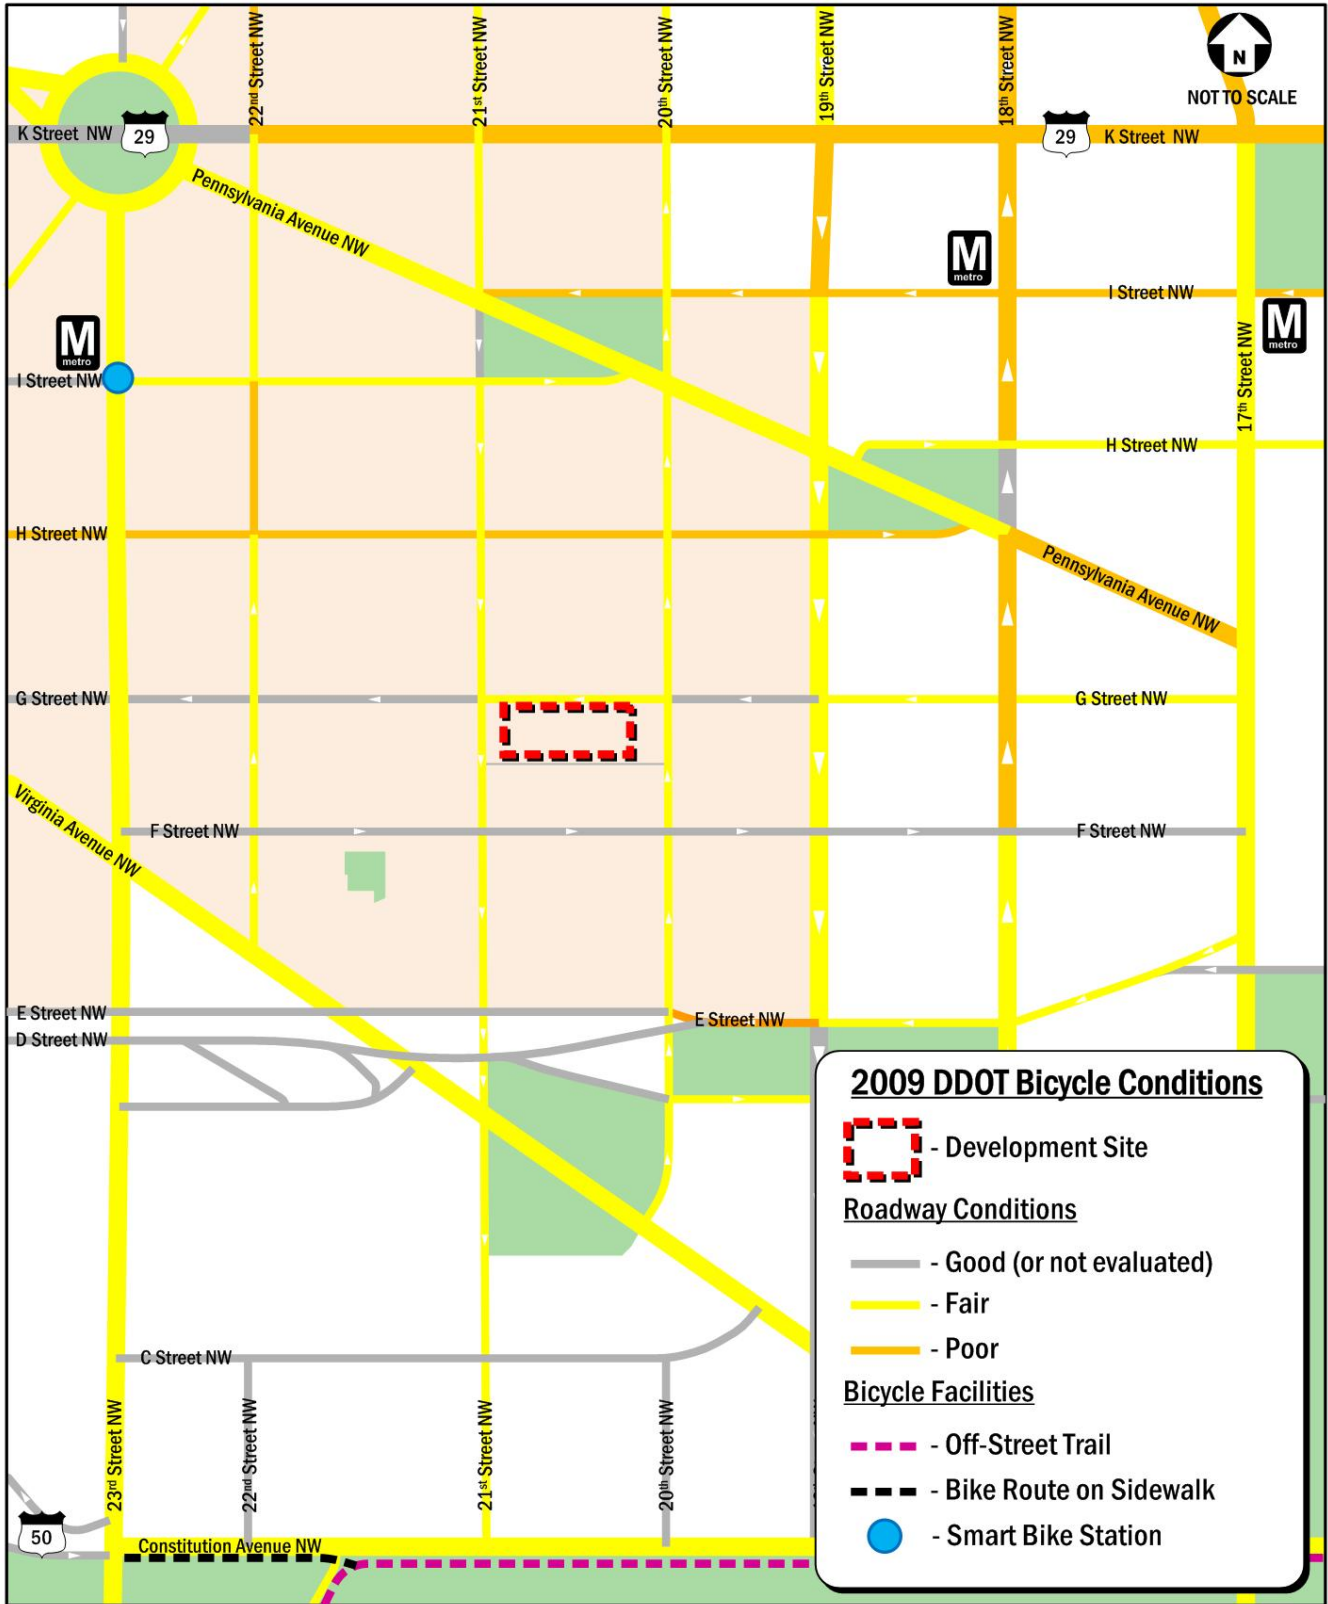 22nd Street NW
21st Street NW
20th Street NW
19th Street NW
18th Street NW
N
NOT TO SCALE
K Street NW
29
29
K Street NW
Pennsylvania Avenue NW
M
metro
I Street NW
M
metro
M
metro
I Street NW
17th Street NW
H Street NW
H Street NW
Pennsylvania Avenue NW
G Street NW
G Street NW
Virginia Avenue NW
F Street NW
F Street NW
E Street NW
E Street NW
D Street NW
2009 DDOT Bicycle Conditions
- Development Site
Roadway Conditions
- Good (or not evaluated)
- Fair
- Poor
Bicycle Facilities
- Off-Street Trail
- Bike Route on Sidewalk
- Smart Bike Station
C Street NW
23rd Street NW
22nd Street NW
21st Street NW
20th Street NW
50
Constitution Avenue NW